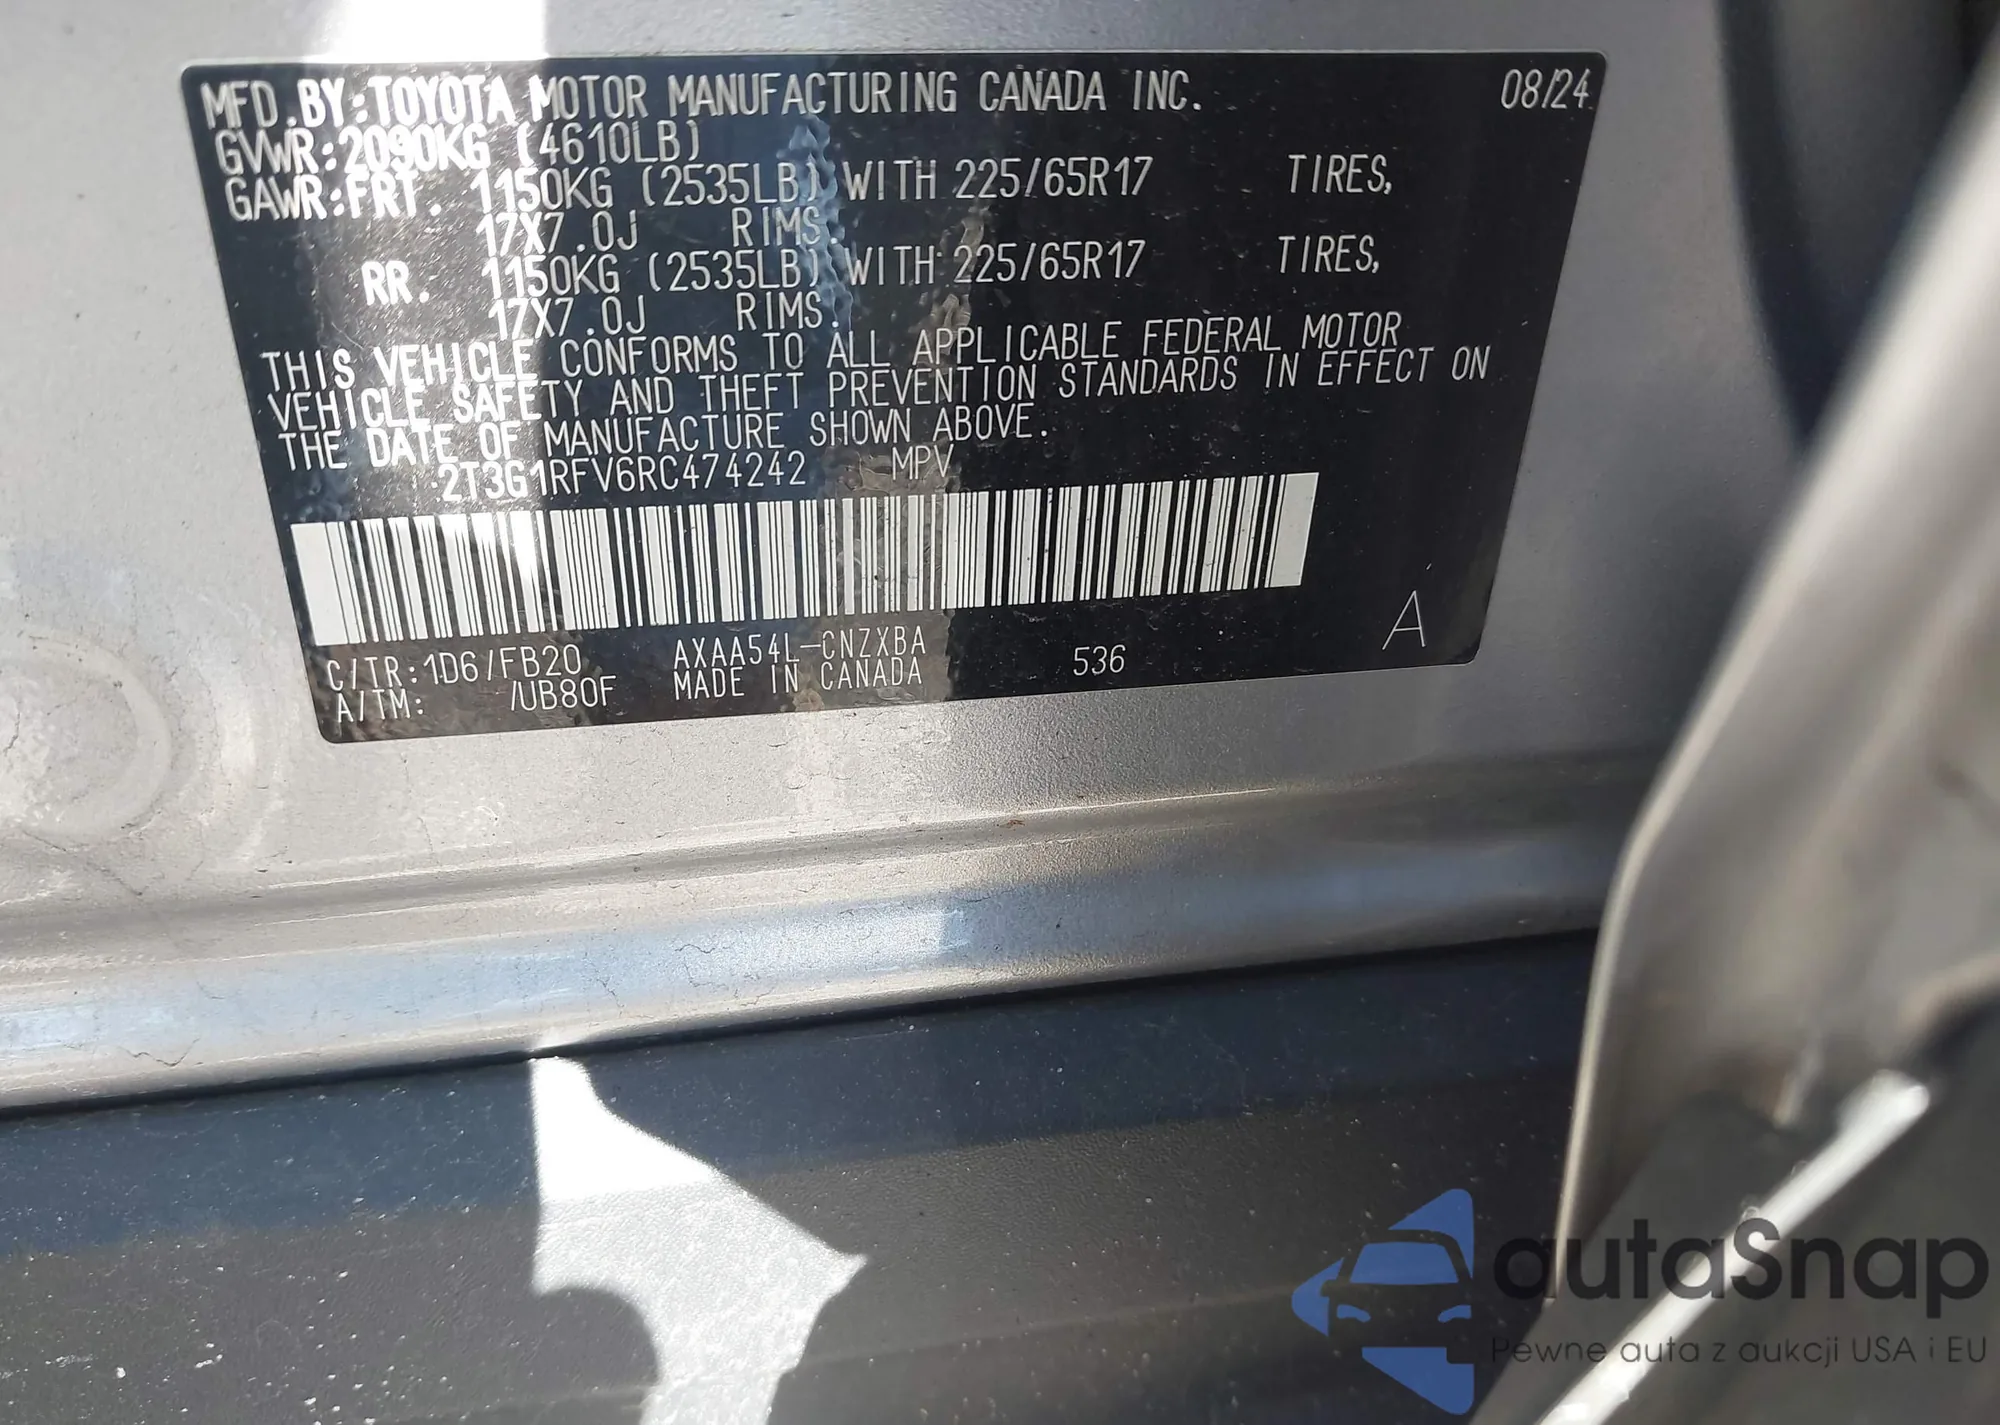 MFD.BY:TOYOTA MOTOR MANUFACTURING CANADA INC. 08/24
GVWR:2090KG (4610LB)
GAWR:FRT. 1150KG (2535LB) WITH 225/65R17 TIRES,
17X7.0J RIMS.
RR. 1150KG (2535LB) WITH 225/65R17 TIRES,
17X7.0J RIMS.
THIS VEHICLE CONFORMS TO ALL APPLICABLE FEDERAL MOTOR
VEHICLE SAFETY AND THEFT PREVENTION STANDARDS IN EFFECT ON
THE DATE OF MANUFACTURE SHOWN ABOVE.
2T3G1RFV6RC474242 MPV
C/TR:1D6/FB20 AXAA54L-CNZXBA 536 A
A/TM: /UB80F MADE IN CANADA
autaSnap
Pewne auta z aukcji USA i EU